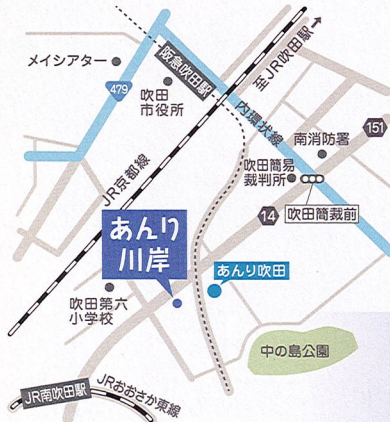 メイシアター
479
吹田
市役所
阪急吹田駅
至JR吹田駅
内環状線
151
南消防署
吹田簡易
裁判所
吹田簡裁前
JR京都線
14
あんり
川岸
あんり吹田
吹田第六
小学校
中の島公園
JR南吹田駅
JRおおさか東線